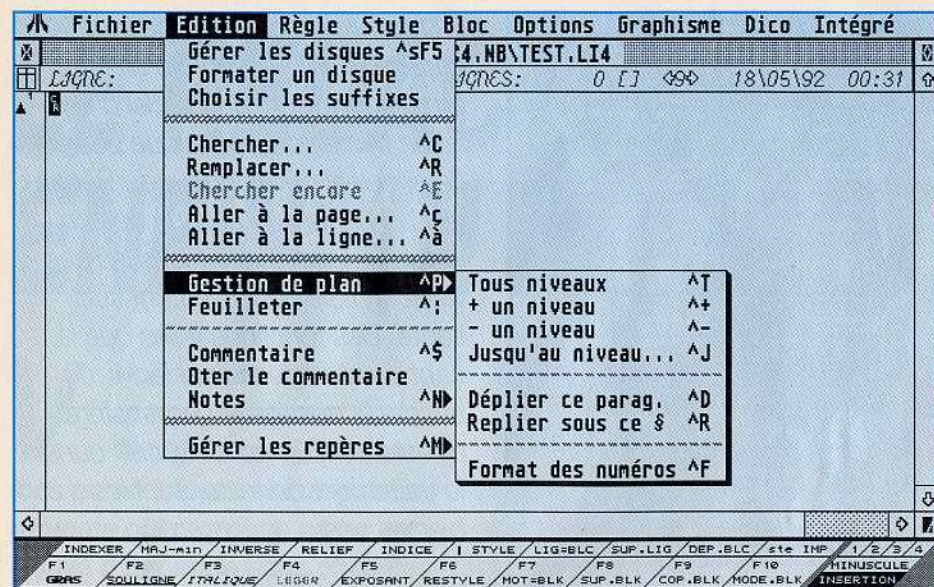 Fichier Edition Règle Style Bloc Options Graphisme Dico Intégré
C4.NB\TEST.LI4
LIGNE: LIGNES: 0 [] 90 18\05\92 00:31
1 CR
Gérer les disques ^sF5
Formater un disque
Choisir les suffixes
Chercher... ^C
Remplacer... ^R
Chercher encore ^E
Aller à la page... ^ç
Aller à la ligne... ^à
Gestion de plan ^P
Feuilleter ^:
Commentaire ^$
Oter le commentaire
Notes ^N
Gérer les repères ^M
Tous niveaux ^T
+ un niveau ^+
- un niveau ^-
Jusqu'au niveau... ^J
Déplier ce parag. ^D
Replier sous ce § ^R
Format des numéros ^F
INDEXER MAJ-min INVERSE RELIEF INDICE | STYLE LIG=BLC SUP.LIG DEP.BLC ste IMP 1/2/3/4
F1 F2 F3 F4 F5 F6 F7 F8 F9 F10 MINUSCULE
GRAS SOULIGNE ITALIQUE LEGER EXPOSANT RESTYLE MOT=BLK SUP.BLK COP.BLK MODE.BLK INSERTION